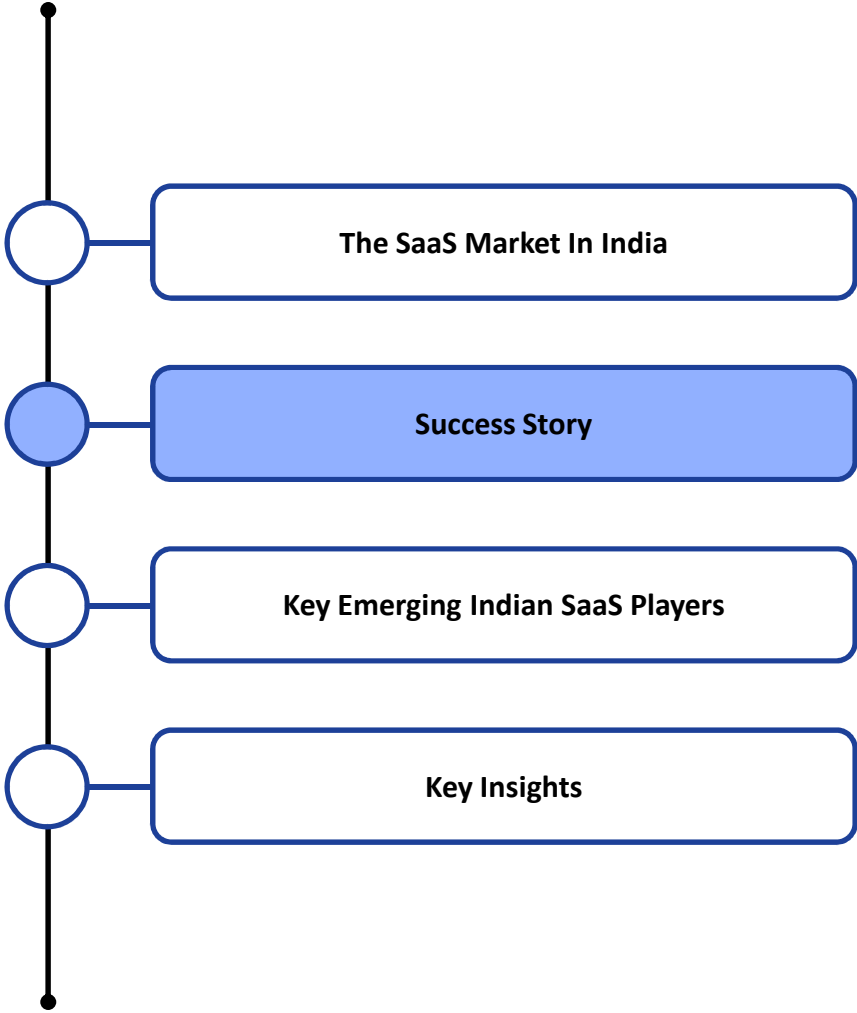 The SaaS Market In India
Success Story
Key Emerging Indian SaaS Players
Key Insights